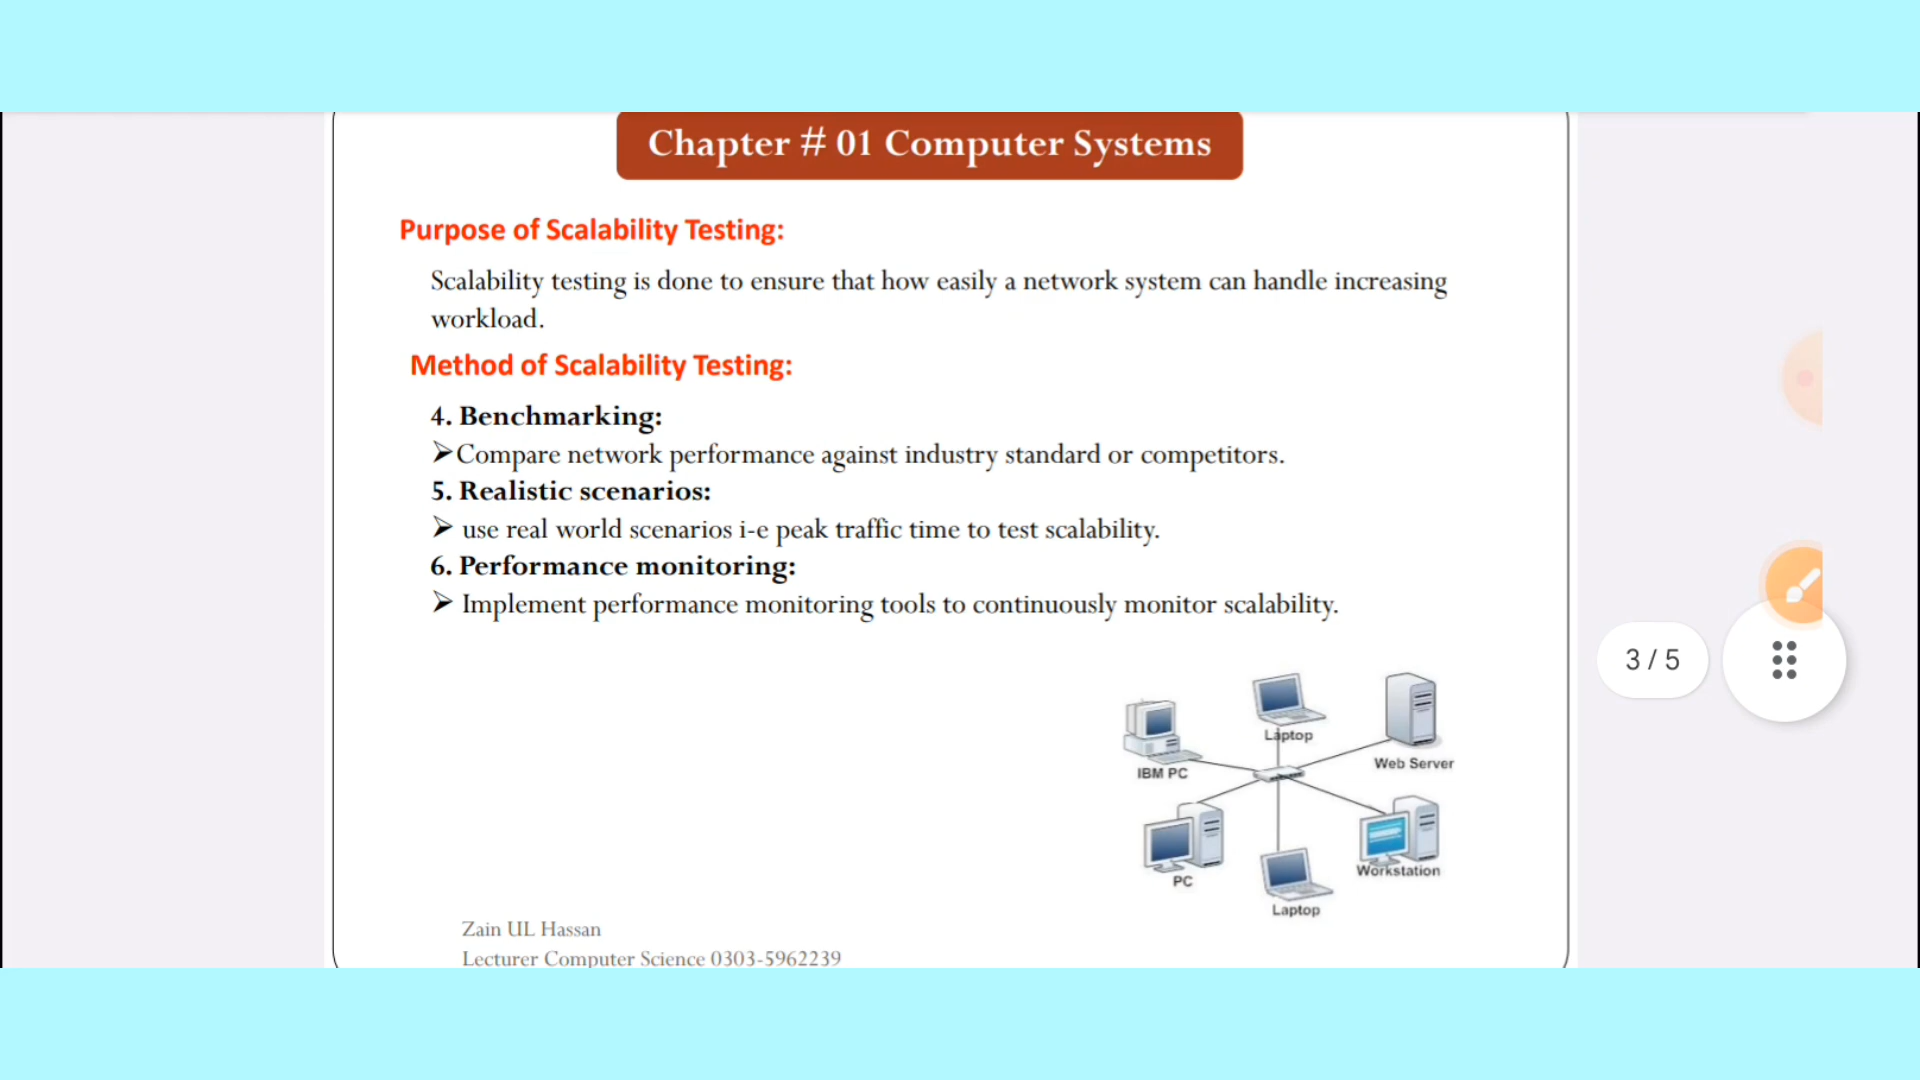 Chapter # 01 Computer Systems
Purpose of Scalability Testing:
Scalability testing is done to ensure that how easily a network system can handle increasing
workload.
Method of Scalability Testing:
4. Benchmarking:
➢Compare network performance against industry standard or competitors.
5. Realistic scenarios:
➢ use real world scenarios i-e peak traffic time to test scalability.
6. Performance monitoring:
➢ Implement performance monitoring tools to continuously monitor scalability.
3 / 5
Laptop
Web Server
IBM PC
Workstation
PC
Laptop
Zain UL Hassan
Lecturer Computer Science 0303-5962239